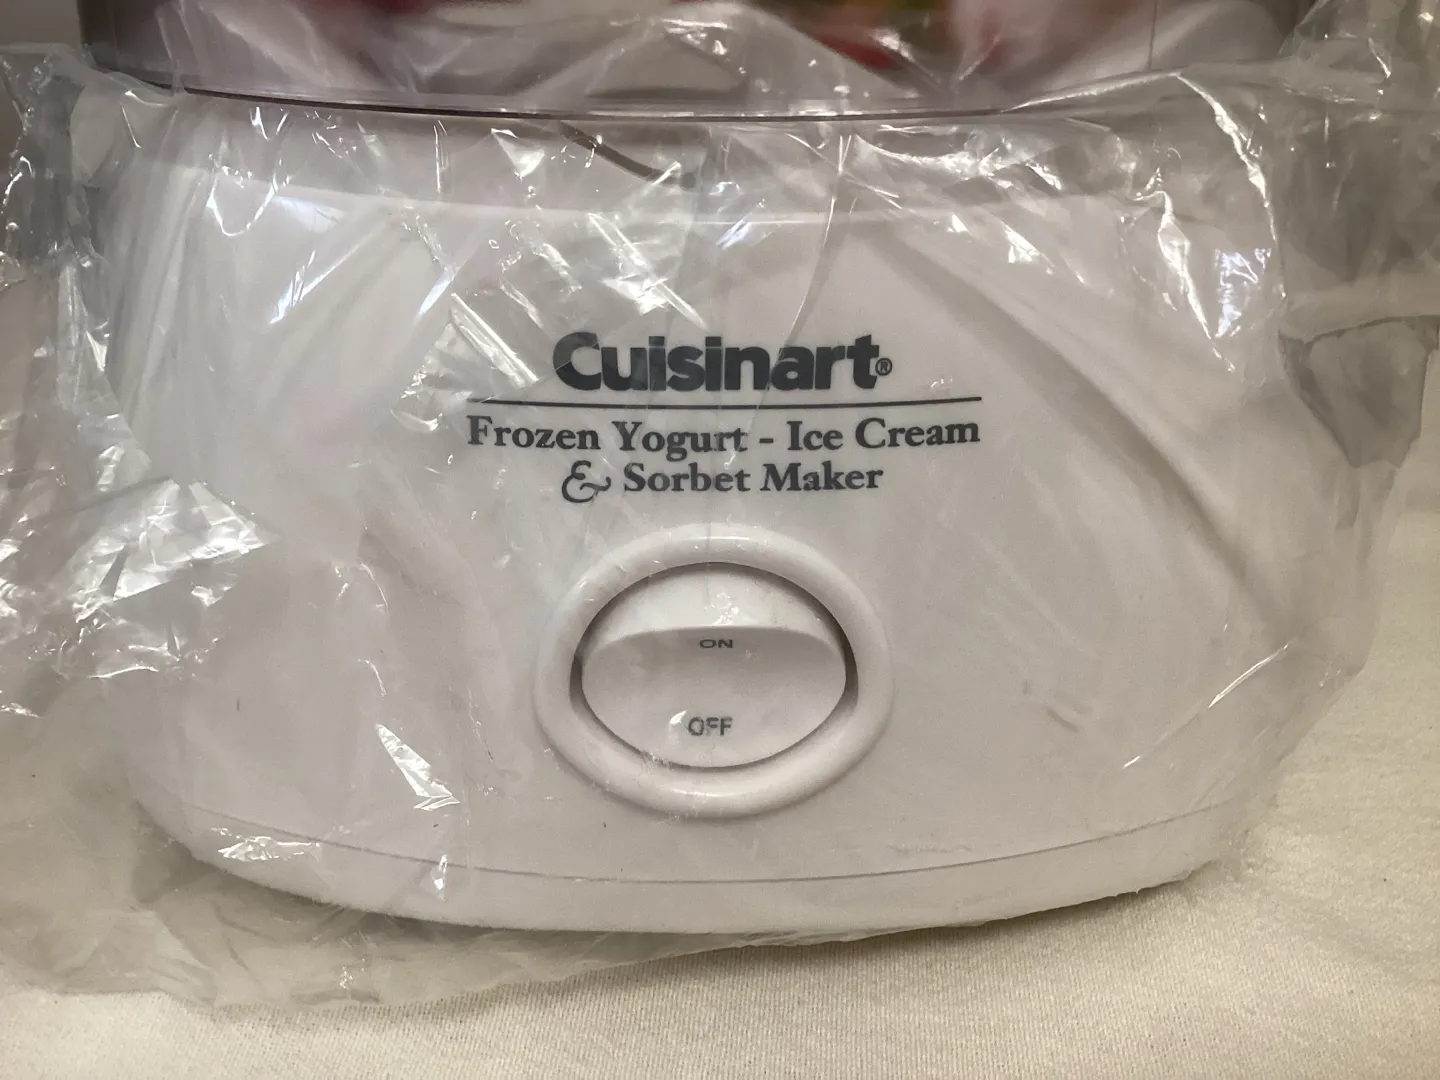 Cuisinart®
Frozen Yogurt - Ice Cream
& Sorbet Maker
ON
OFF